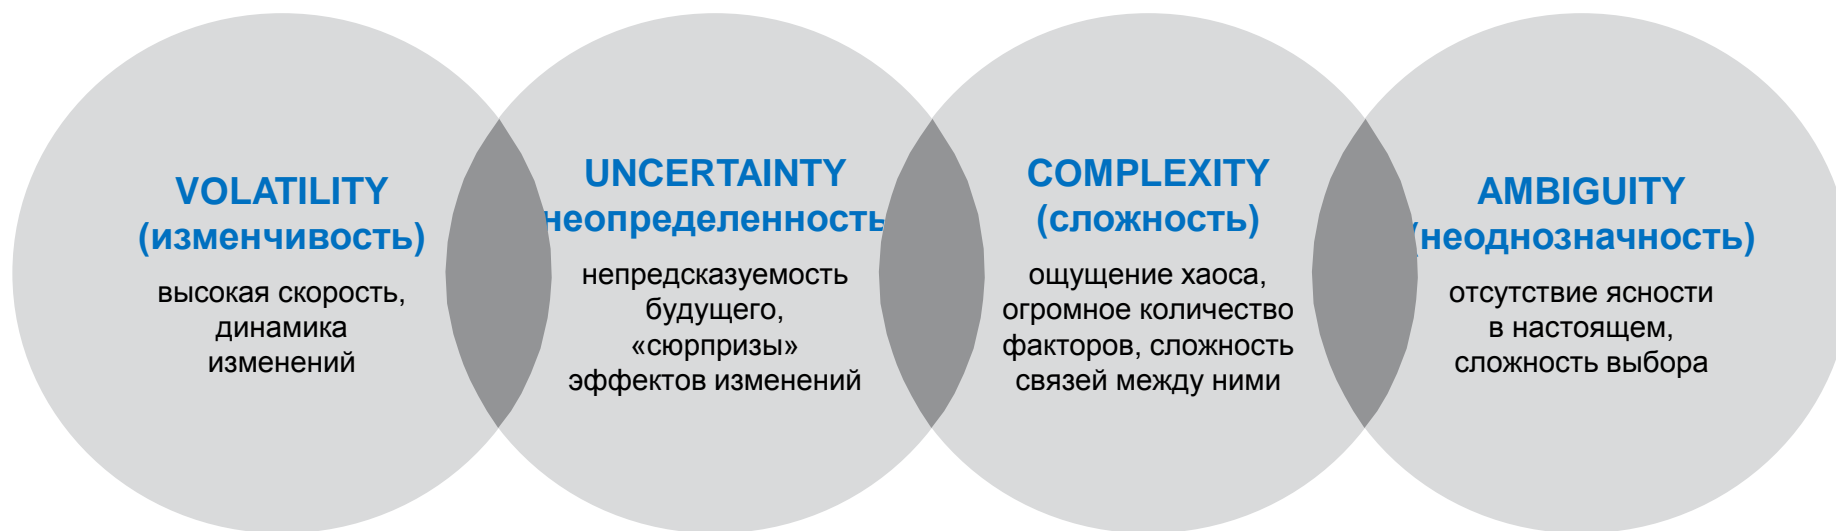 VOLATILITY
(изменчивость)
высокая скорость,
динамика
изменений
UNCERTAINTY
неопределенность
непредсказуемость
будущего,
«сюрпризы»
эффектов изменений
COMPLEXITY
(сложность)
ощущение хаоса,
огромное количество
факторов, сложность
связей между ними
AMBIGUITY
(неоднозначность)
отсутствие ясности
в настоящем,
сложность выбора